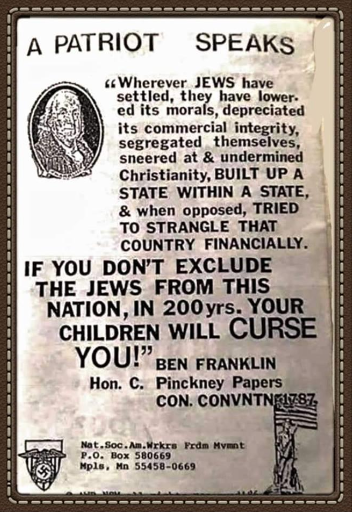 A PATRIOT SPEAKS
"Wherever JEWS have
settled, they have lower-
ed its morals, depreciated
its commercial integrity,
segregated themselves,
sneered at & undermined
Christianity, BUILT UP A
STATE WITHIN A STATE,
& when opposed, TRIED
TO STRANGLE THAT
COUNTRY FINANCIALLY.
IF YOU DON'T EXCLUDE
THE JEWS FROM THIS
NATION, IN 200 yrs. YOUR
CHILDREN WILL CURSE
YOU!" BEN FRANKLIN
Hon. C. Pinckney Papers
CON. CONVNTN 1787
Nat.Soc.Am.Wrkrs Frdm Mvmnt
P.O. Box 580669
Mpls, Mn 55458-0669